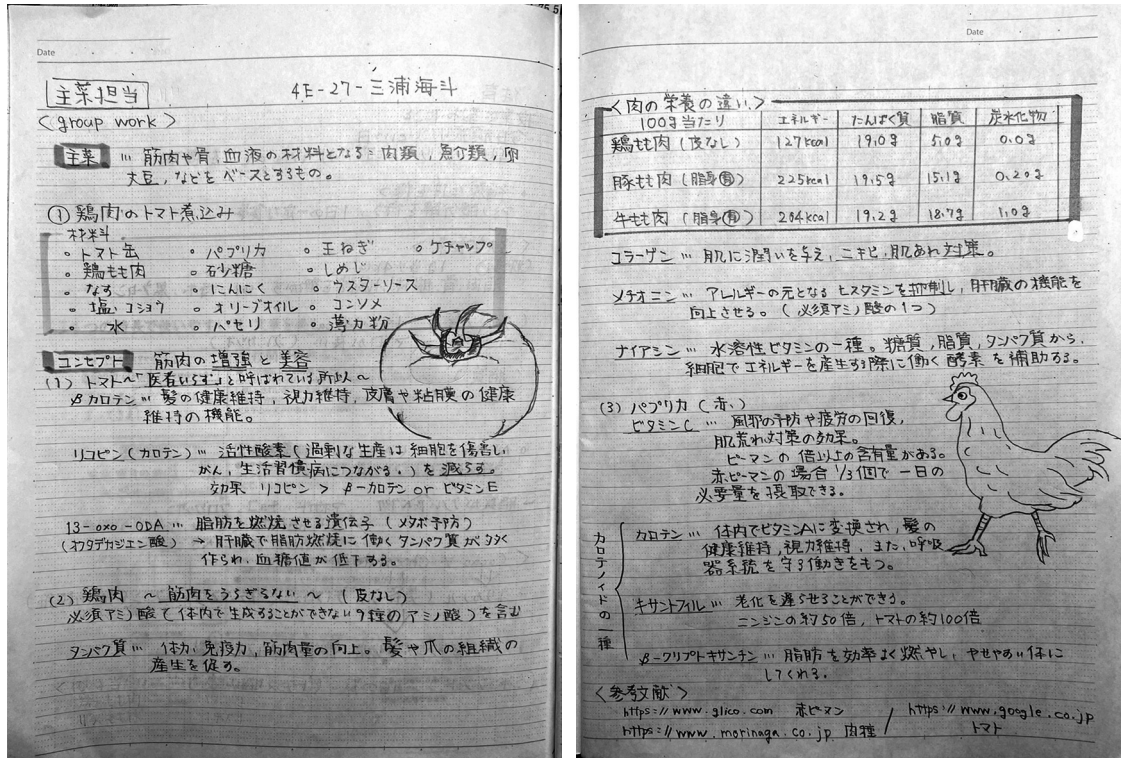 Date
主菜担当
4E-27-三浦海斗
<group work>
主菜 … 筋肉や骨、血液の材料となる:肉類,魚介類,卵
大豆,などをベースとするもの。
① 鶏肉のトマト煮込み
材料
・トマト缶 ・パプリカ ・玉ねぎ ・ケチャップ
・鶏もも肉 ・砂糖 ・しめじ
・なす ・にんにく ・ウスターソース
・塩,コショウ ・オリーブオイル ・コンソメ
・水 ・パセリ ・薄力粉
コンセプト 筋肉の増強と美容
(1) トマト~"医者いらず"と呼ばれている所以~
βカロテン … 髪の健康維持,視力維持,皮膚や粘膜の健康
維持の機能。
リコピン(カロテン)… 活性酸素(過剰な生産は細胞を傷害し
がん,生活習慣病につながる。)を減らす。
効果 リコピン > β-カロテン or ビタミンE
13-oxo-ODA … 脂肪を燃焼させる遺伝子(メタボ予防)
(オクタデカジエン酸) → 肝臓で脂肪燃焼に働くタンパク質が多く
作られ,血糖値が低下する。
(2) 鶏肉 ~筋肉をうらぎらない~ (皮なし)
必須アミノ酸(体内で生成することができない9種のアミノ酸)を含む
タンパク質 … 体力,免疫力,筋肉量の向上。髪や爪の組織の
産生を促す。
Date
<肉の栄養の違い>
100g当たり エネルギー たんぱく質 脂質 炭水化物
鶏もも肉(皮なし) 127kcal 19.0g 5.0g 0.0g
豚もも肉(脂身有) 225kcal 19.5g 15.1g 0.20g
牛もも肉(脂身有) 204kcal 19.2g 18.7g 1.0g
コラーゲン … 肌に潤いを与え,ニキビ,肌あれ対策。
メチオニン … アレルギーの元となるヒスタミンを抑制し,肝臓の機能を
向上させる。(必須アミノ酸の1つ)
ナイアシン … 水溶性ビタミンの一種。糖質,脂質,タンパク質から,
細胞でエネルギーを産生する際に働く酵素を補助する。
(3) パプリカ(赤)
ビタミンC … 風邪の予防や疲労の回復,
肌荒れ対策の効果。
ピーマンの倍以上の含有量がある。
赤ピーマンの場合1/3個で一日の
必要量を摂取できる。
カロテノイドの一種
カロテン … 体内でビタミンAに変換され,髪の
健康維持,視力維持,また,呼吸
器系統を守る働きをもつ。
キサントフィル … 老化を遅らせることができる。
ニンジンの約50倍,トマトの約100倍
β-クリプトキサンチン … 脂肪を効率よく燃やし,やせやすい体に
してくれる。
<参考文献>
https://www.glico.com 赤ピーマン / https://www.google.co.jp
https://www.morinaga.co.jp 肉種 / トマト